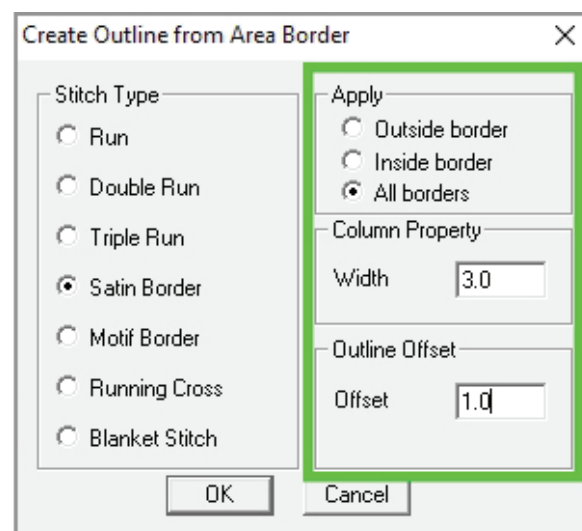 Create Outline from Area Border
Stitch Type
Run
Double Run
Triple Run
Satin Border
Motif Border
Running Cross
Blanket Stitch
Apply
Outside border
Inside border
All borders
Column Property
Width 3.0
Outline Offset
Offset 1.0
OK Cancel